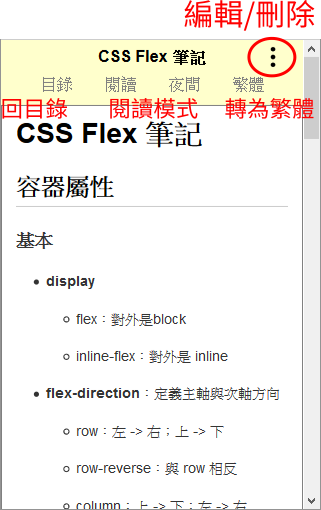 編輯/刪除
CSS Flex 筆記
目錄 閱讀 夜間 繁體
回目錄 閱讀模式 轉為繁體
CSS Flex 筆記
容器屬性
基本
display
flex：對外是block
inline-flex：對外是 inline
flex-direction：定義主軸與次軸方向
row：左 -> 右；上 -> 下
row-reverse：與 row 相反
column：上 -> 下；左 -> 右